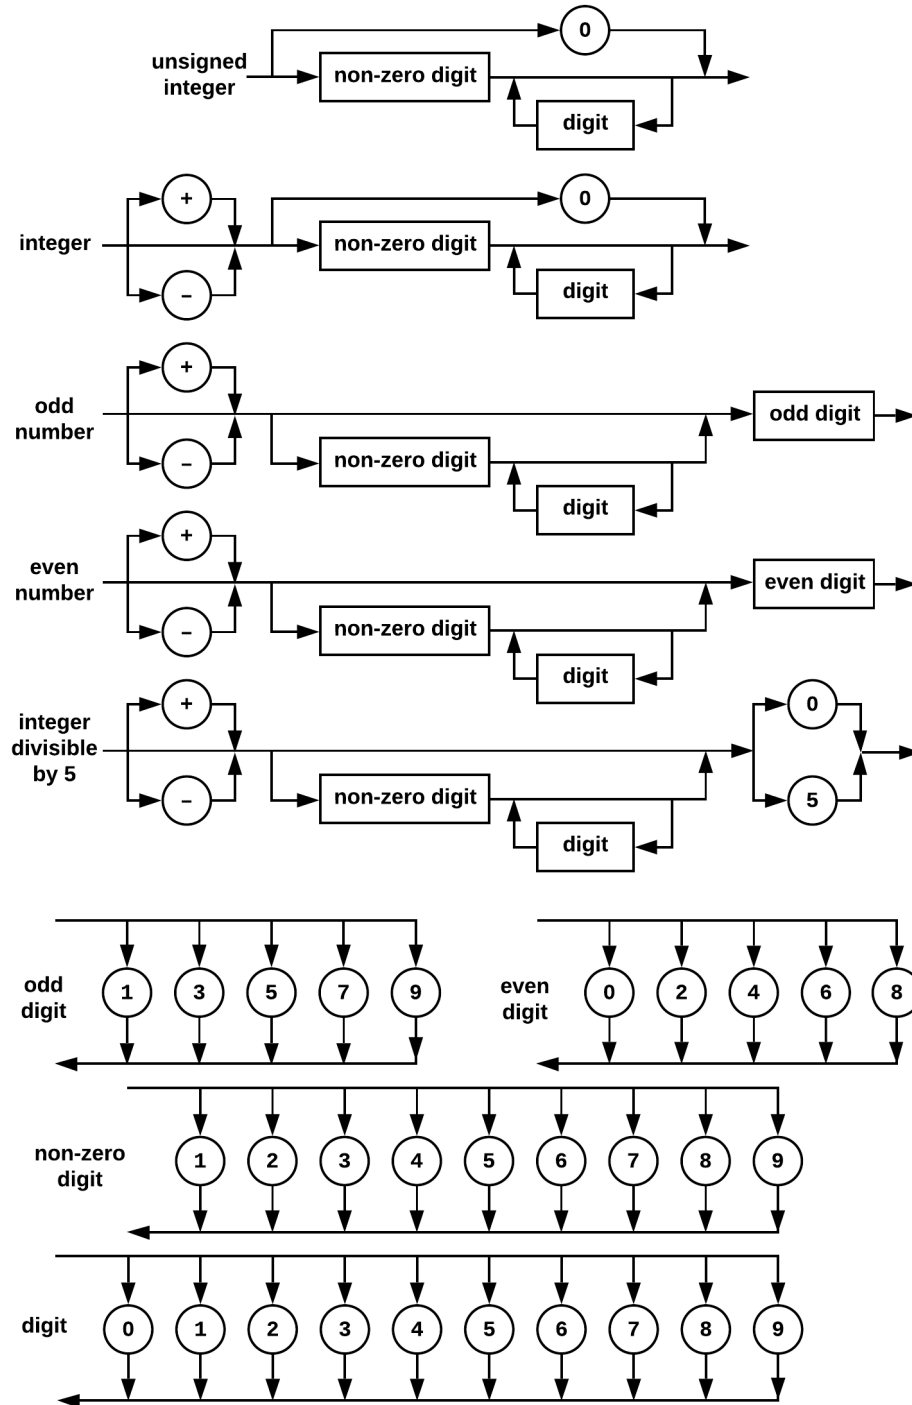 0
unsigned
integer
non-zero digit
digit
+
0
integer
non-zero digit
–
digit
+
odd
number
odd digit
–
non-zero digit
digit
+
even
number
even digit
–
non-zero digit
digit
+
0
integer
divisible
by 5
–
non-zero digit
5
digit
odd
digit
1 3 5 7 9
even
digit
0 2 4 6 8
non-zero
digit
1 2 3 4 5 6 7 8 9
digit
0 1 2 3 4 5 6 7 8 9